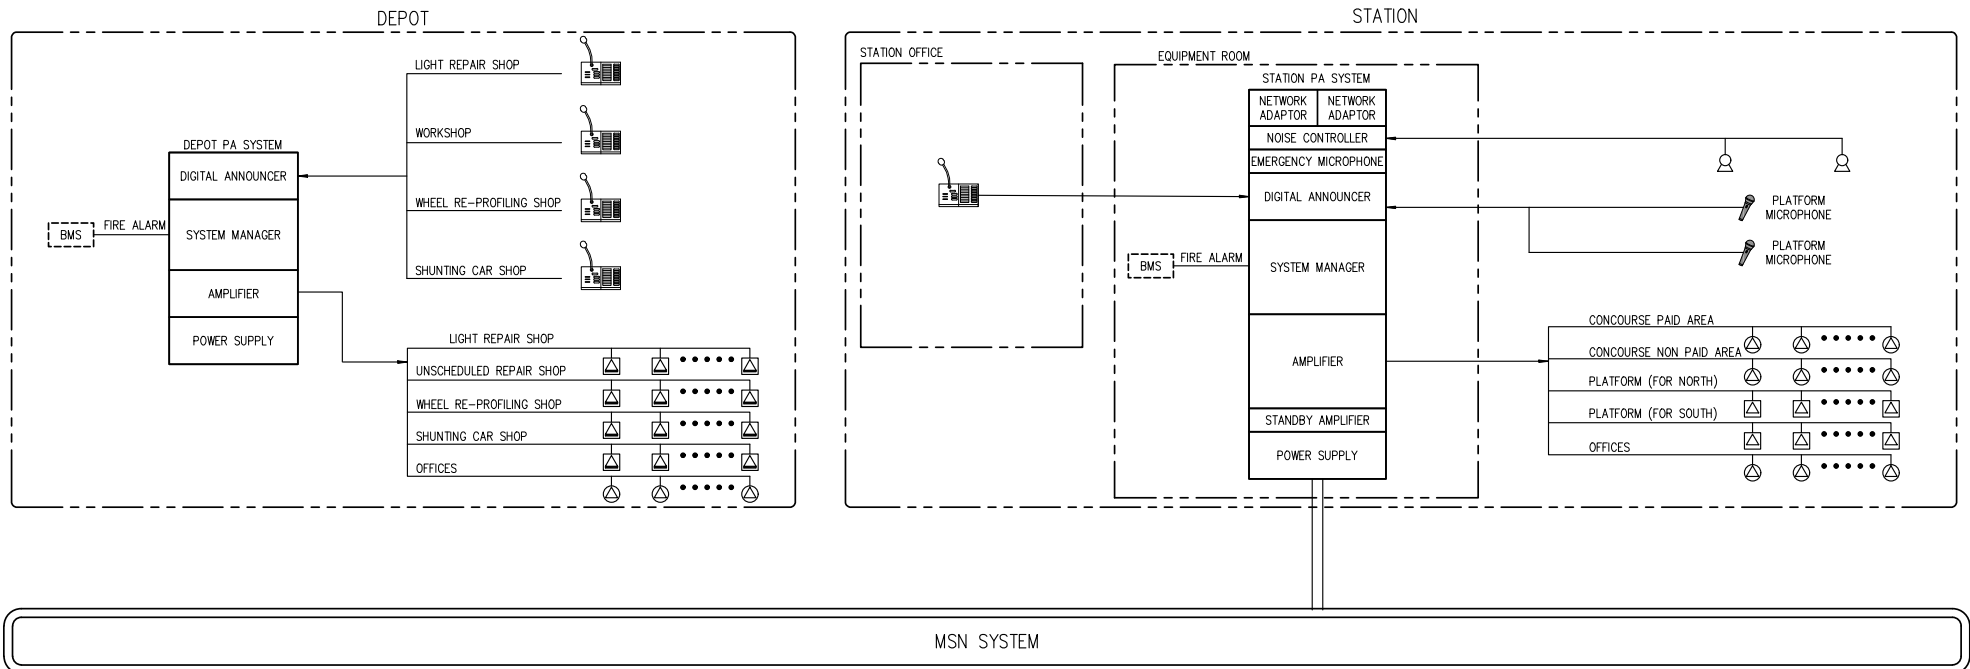 DEPOT
LIGHT REPAIR SHOP
WORKSHOP
WHEEL RE-PROFILING SHOP
SHUNTING CAR SHOP
DEPOT PA SYSTEM
DIGITAL ANNOUNCER
SYSTEM MANAGER
AMPLIFIER
POWER SUPPLY
BMS
FIRE ALARM
LIGHT REPAIR SHOP
UNSCHEDULED REPAIR SHOP
WHEEL RE-PROFILING SHOP
SHUNTING CAR SHOP
OFFICES
STATION
STATION OFFICE
EQUIPMENT ROOM
STATION PA SYSTEM
NETWORK
ADAPTOR
NETWORK
ADAPTOR
NOISE CONTROLLER
EMERGENCY MICROPHONE
DIGITAL ANNOUNCER
SYSTEM MANAGER
AMPLIFIER
STANDBY AMPLIFIER
POWER SUPPLY
BMS
FIRE ALARM
PLATFORM
MICROPHONE
PLATFORM
MICROPHONE
CONCOURSE PAID AREA
CONCOURSE NON PAID AREA
PLATFORM (FOR NORTH)
PLATFORM (FOR SOUTH)
OFFICES
MSN SYSTEM